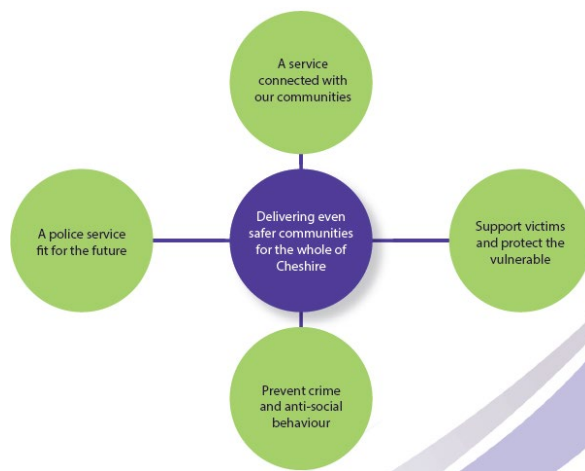 A service
connected with
our communities
A police service
fit for the future
Delivering even
safer communities
for the whole of
Cheshire
Support victims
and protect the
vulnerable
Prevent crime
and anti-social
behaviour